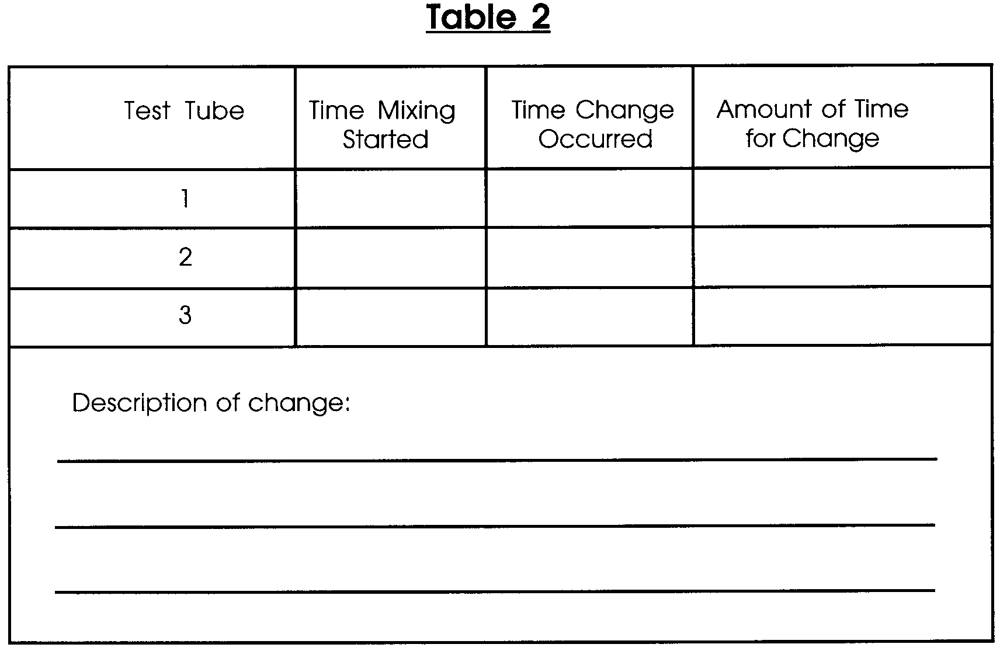 Table 2
Test Tube
Time Mixing
Started
Time Change
Occurred
Amount of Time
for Change
1
2
3
Description of change: